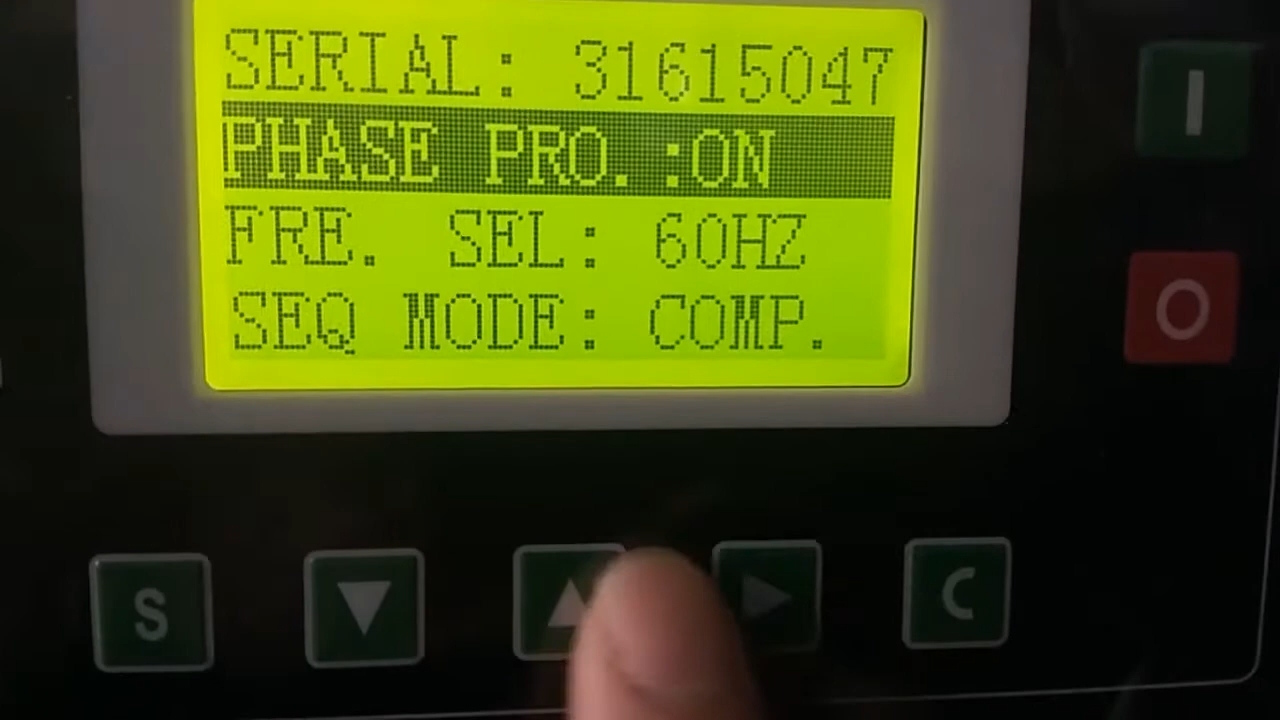 SERIAL: 31615047
PHASE PRO.:ON
FRE. SEL: 60HZ
SEQ MODE: COMP.
I
O
S
C